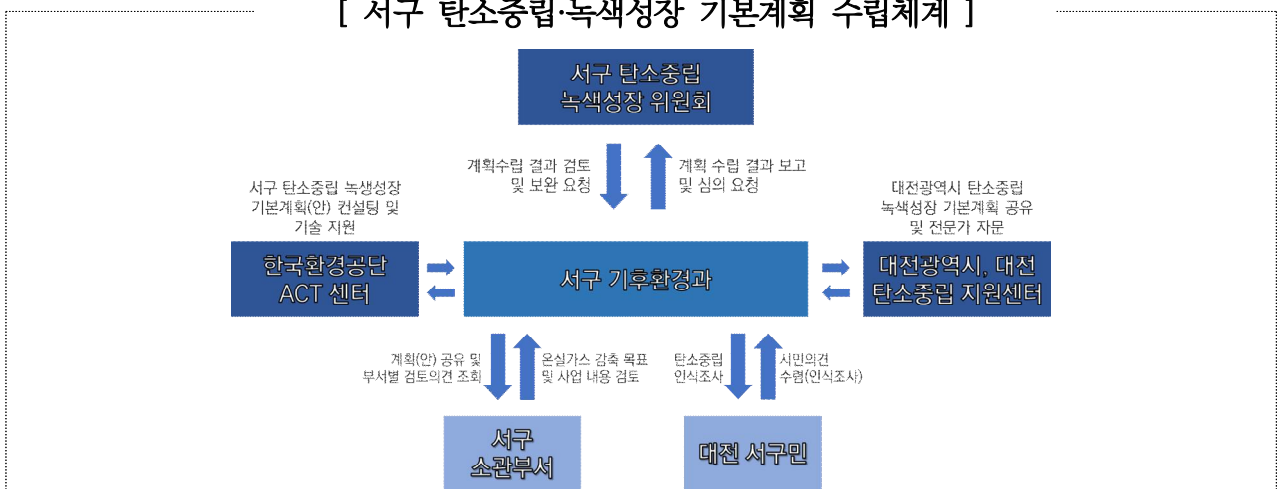 [ 서구 탄소중립·녹색성장 기본계획 수립체계 ]
서구 탄소중립
녹색성장 위원회
계획수립 결과 검토
및 보완 요청
계획 수립 결과 보고
및 심의 요청
서구 탄소중립 녹생성장
기본계획(안) 컨설팅 및
기술 지원
대전광역시 탄소중립
녹색성장 기본계획 공유
및 전문가 자문
한국환경공단
ACT 센터
서구 기후환경과
대전광역시, 대전
탄소중립 지원센터
계획(안) 공유 및
부서별 검토의견 조회
온실가스 감축 목표
및 사업 내용 검토
탄소중립
인식조사
시민의견
수렴(인식조사)
서구
소관부서
대전 서구민